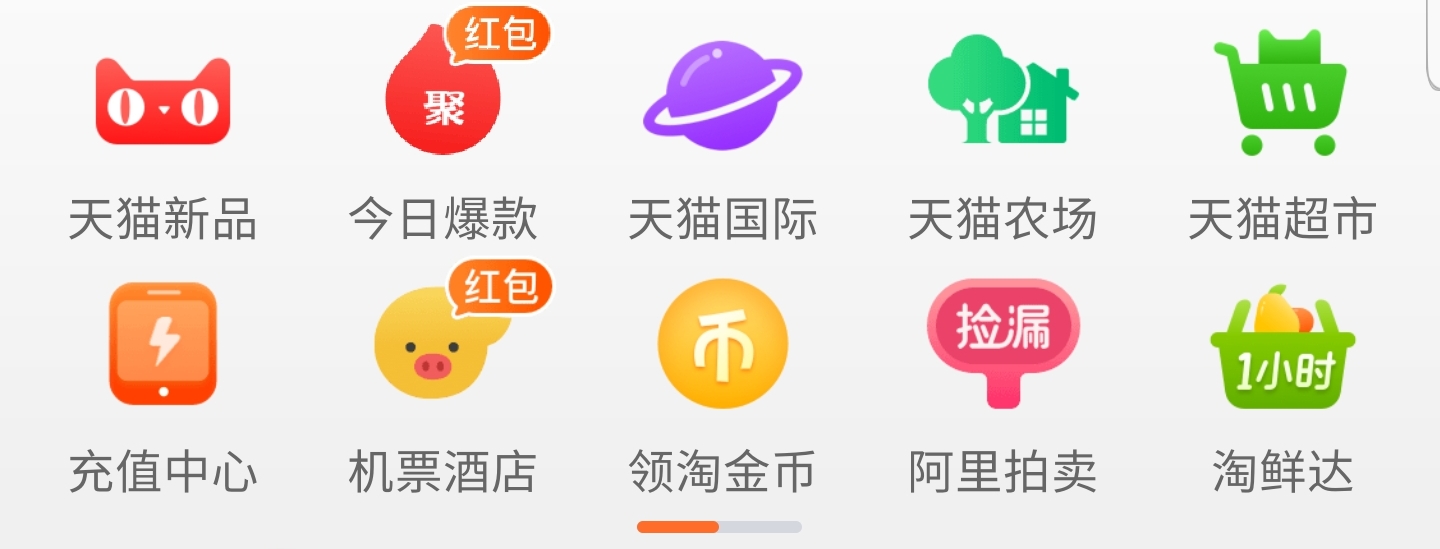 红包
聚
天猫新品 今日爆款 天猫国际 天猫农场 天猫超市
红包
币 捡漏 1小时
充值中心 机票酒店 领淘金币 阿里拍卖 淘鲜达